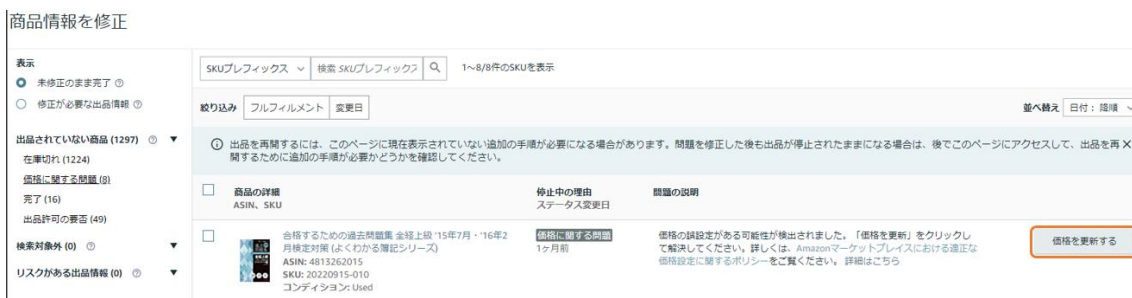 商品情報を修正
表示
未修正のまま完了
修正が必要な出品情報
出品されていない商品 (1297)
在庫切れ (1224)
価格に関する問題 (8)
完了 (16)
出品許可の要否 (49)
検索対象外 (0)
リスクがある出品情報 (0)
SKUプレフィックス
検索 SKUプレフィックス
1~8/8件のSKUを表示
絞り込み
フルフィルメント
変更日
並べ替え
日付：降順
出品を再開するには、このページに現在表示されていない追加の手順が必要になる場合があります。問題を修正した後も出品が停止されたままになる場合は、後でこのページにアクセスして、出品を再
開するために追加の手順が必要かどうかを確認してください。
商品の詳細
ASIN、SKU
停止中の理由
ステータス変更日
問題の説明
合格するための過去問題集 全経上級 '15年7月・'16年2
月検定対策 (よくわかる簿記シリーズ)
ASIN: 4813262015
SKU: 20220915-010
コンディション: Used
価格に関する問題
1ヶ月前
価格の誤設定がある可能性が検出されました。「価格を更新」をクリックし
て解決してください。詳しくは、Amazonマーケットプレイスにおける適正な
価格設定に関するポリシーをご覧ください。 詳細はこちら
価格を更新する